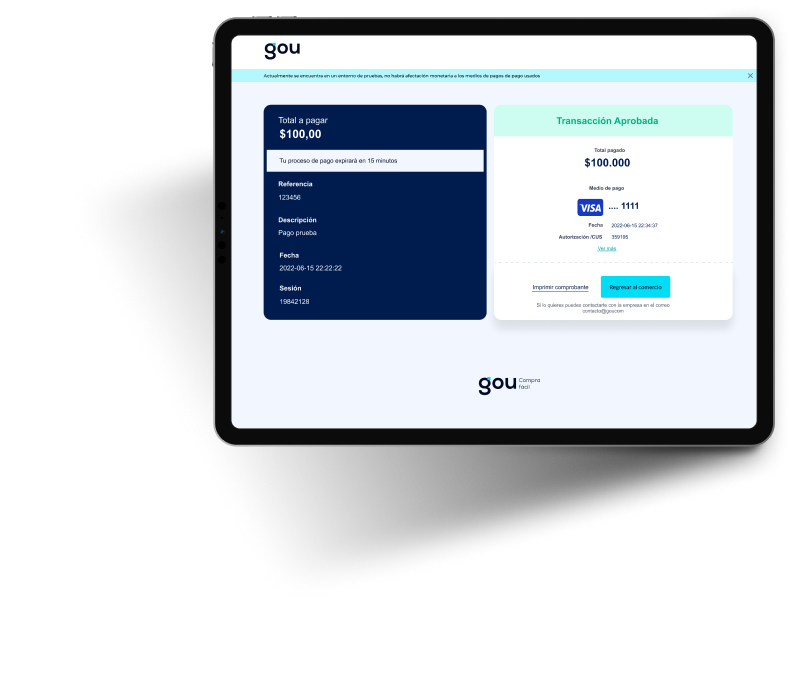 gou
Actualmente se encuentra en un entorno de pruebas, no habrá afectación monetaria a los medios de pagos de pago usados
Total a pagar
$100,00
Tu proceso de pago expirará en 15 minutos
Referencia
123456
Descripción
Pago prueba
Fecha
2022-06-15 22:22:22
Sesión
19842128
Transacción Aprobada
Total pagado
$100.000
Medio de pago
VISA .... 1111
Fecha 2022-06-15 22:34:37
Autorización /CUS 359195
Ver más
Imprimir comprobante
Regresar al comercio
Si lo quieres puedes contactarte con la empresa en el correo
contacto@gou.com
gou Compra
fácil